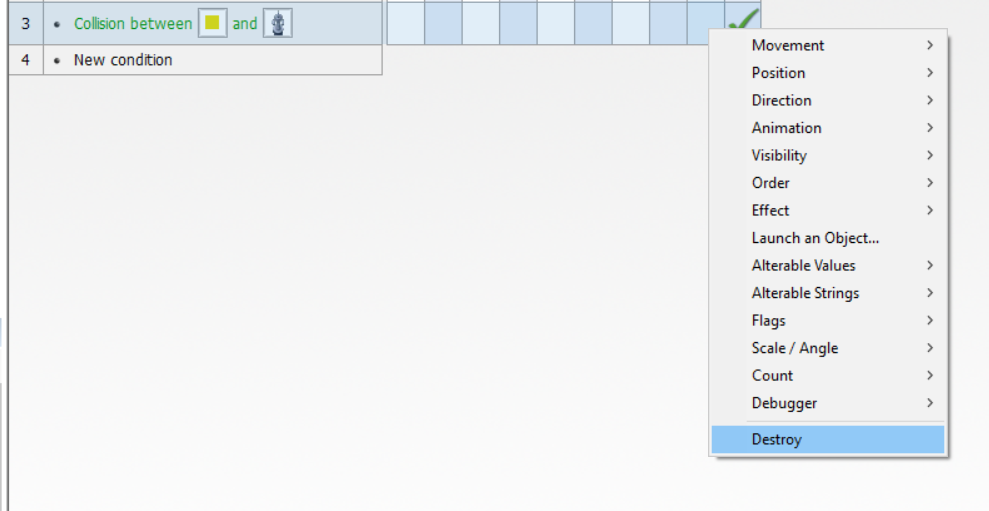 3 • Collision between and
4 • New condition
Movement >
Position >
Direction >
Animation >
Visibility >
Order >
Effect >
Launch an Object...
Alterable Values >
Alterable Strings >
Flags >
Scale / Angle >
Count >
Debugger >
Destroy